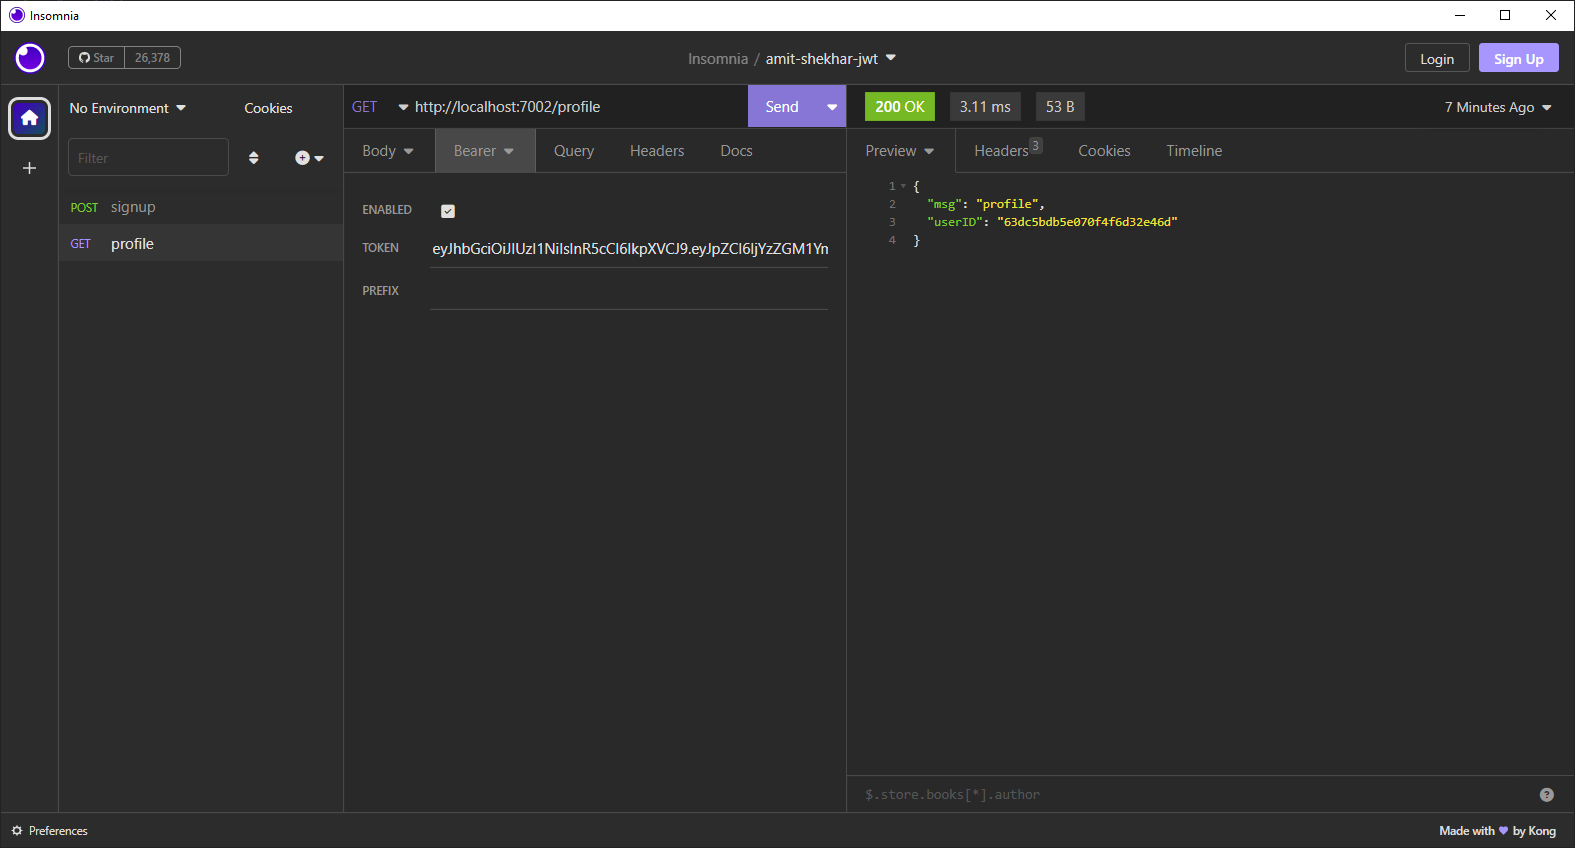 Insomnia
Star 26,378
Insomnia / amit-shekhar-jwt
Login Sign Up
No Environment Cookies
Filter
POST signup
GET profile
GET http://localhost:7002/profile Send
Body Bearer Query Headers Docs
ENABLED
TOKEN eyJhbGciOiJIUzI1NiIsInR5cCI6IkpXVCJ9.eyJpZCI6IjYzZGM1Yn
PREFIX
200 OK 3.11 ms 53 B 7 Minutes Ago
Preview Headers 3 Cookies Timeline
1 {
2 "msg": "profile",
3 "userID": "63dc5bdb5e070f4f6d32e46d"
4 }
$.store.books[*].author
Preferences
Made with by Kong